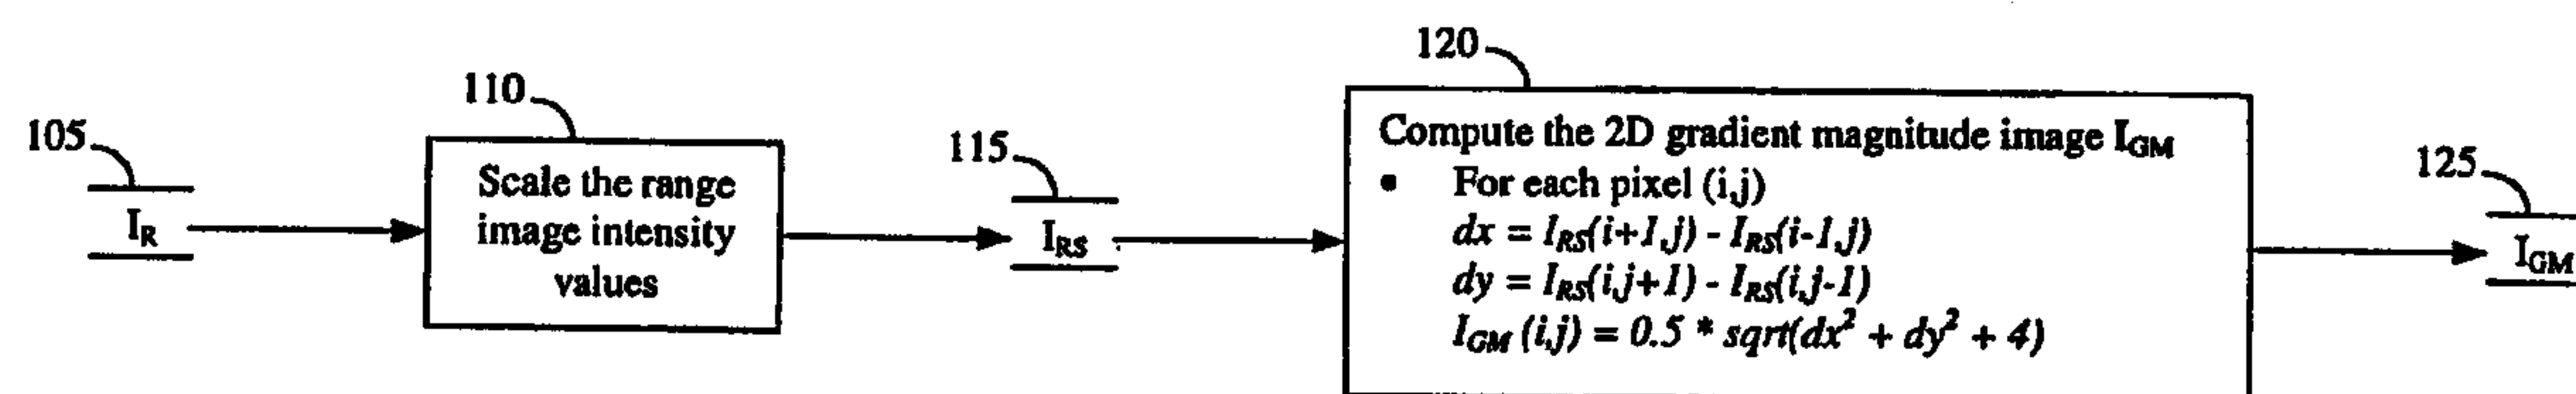 105
I_R
110
Scale the range
image intensity
values
115
I_RS
120
Compute the 2D gradient magnitude image I_GM
• For each pixel (i,j)
dx = I_RS(i+1,j) - I_RS(i-1,j)
dy = I_RS(i,j+1) - I_RS(i,j-1)
I_GM (i,j) = 0.5 * sqrt(dx² + dy² + 4)
125
I_GM